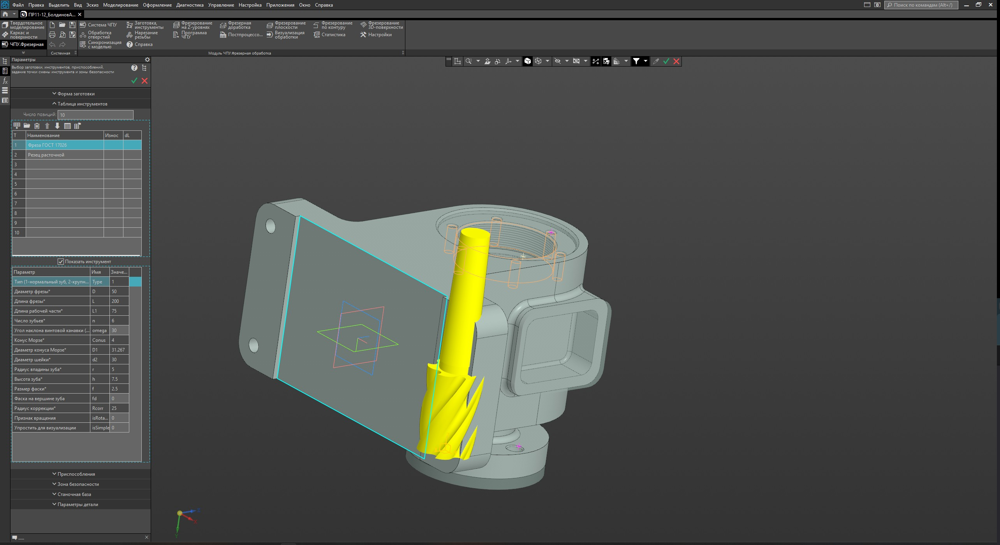 Файл Правка Выделить Вид Эскиз Моделирование Оформление Диагностика Управление Настройка Приложения Окно Справка
Поиск по командам (Alt+/)
ПР11-12_БолдиновА...
Твердотельное моделирование
Каркас и поверхности
ЧПУ.Фрезерная
Системная
Система ЧПУ
Обработка отверстий
Синхронизация с моделью
Заготовка, инструменты
Нарезание резьбы
Справка
Фрезерование на Z-уровнях
Программа ЧПУ
Фрезерная доработка
Постпроцессо...
Фрезерование плоскости
Визуализация обработки
Фрезерование по контуру
Статистика
Фрезерование 3D-поверхности
Настройки
Модуль ЧПУ.Фрезерная обработка
Параметры
Выбор заготовки, инструментов, приспособлений,
задание точки смены инструмента и зоны безопасности
Форма заготовки
Таблица инструментов
Число позиций: 10
T Наименование Износ dL
1 Фреза ГОСТ 17026
2 Резец расточной
3
4
5
6
7
8
9
10
Показать инструмент
Параметр Имя Значе...
Тип (1-нормальный зуб, 2-крупн... Type 1
Диаметр фрезы* D 50
Длина фрезы* L 200
Длина рабочей части* L1 75
Число зубьев* n 6
Угол наклона винтовой канавки (... omega 30
Конус Морзе* Conus 4
Диаметр конуса Морзе* D1 31.267
Диаметр шейки* d2 30
Радиус впадины зуба* r 5
Высота зуба* h 7.5
Размер фаски* f 2.5
Фаска на вершине зуба fd 0
Радиус коррекции* Rcorr 25
Признак вращения isRota... 0
Упростить для визуализации isSimple 0
Приспособления
Зона безопасности
Станочная база
Параметры детали
.....
Z
X
Y